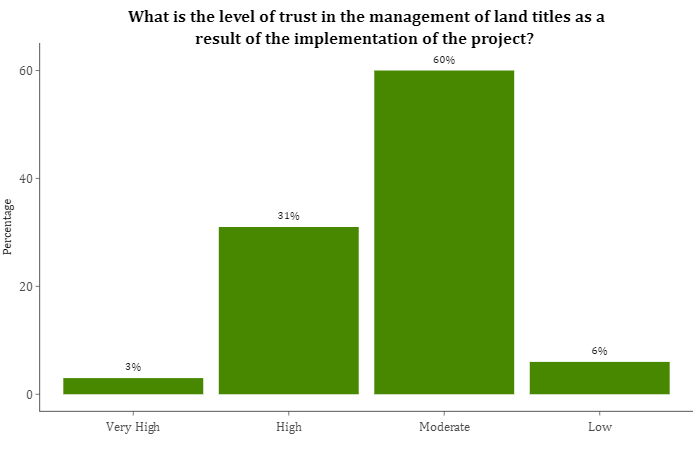 What is the level of trust in the management of land titles as a
result of the implementation of the project?
60%
60
40
31%
Percentage
20
6%
3%
0
Very High
High
Moderate
Low